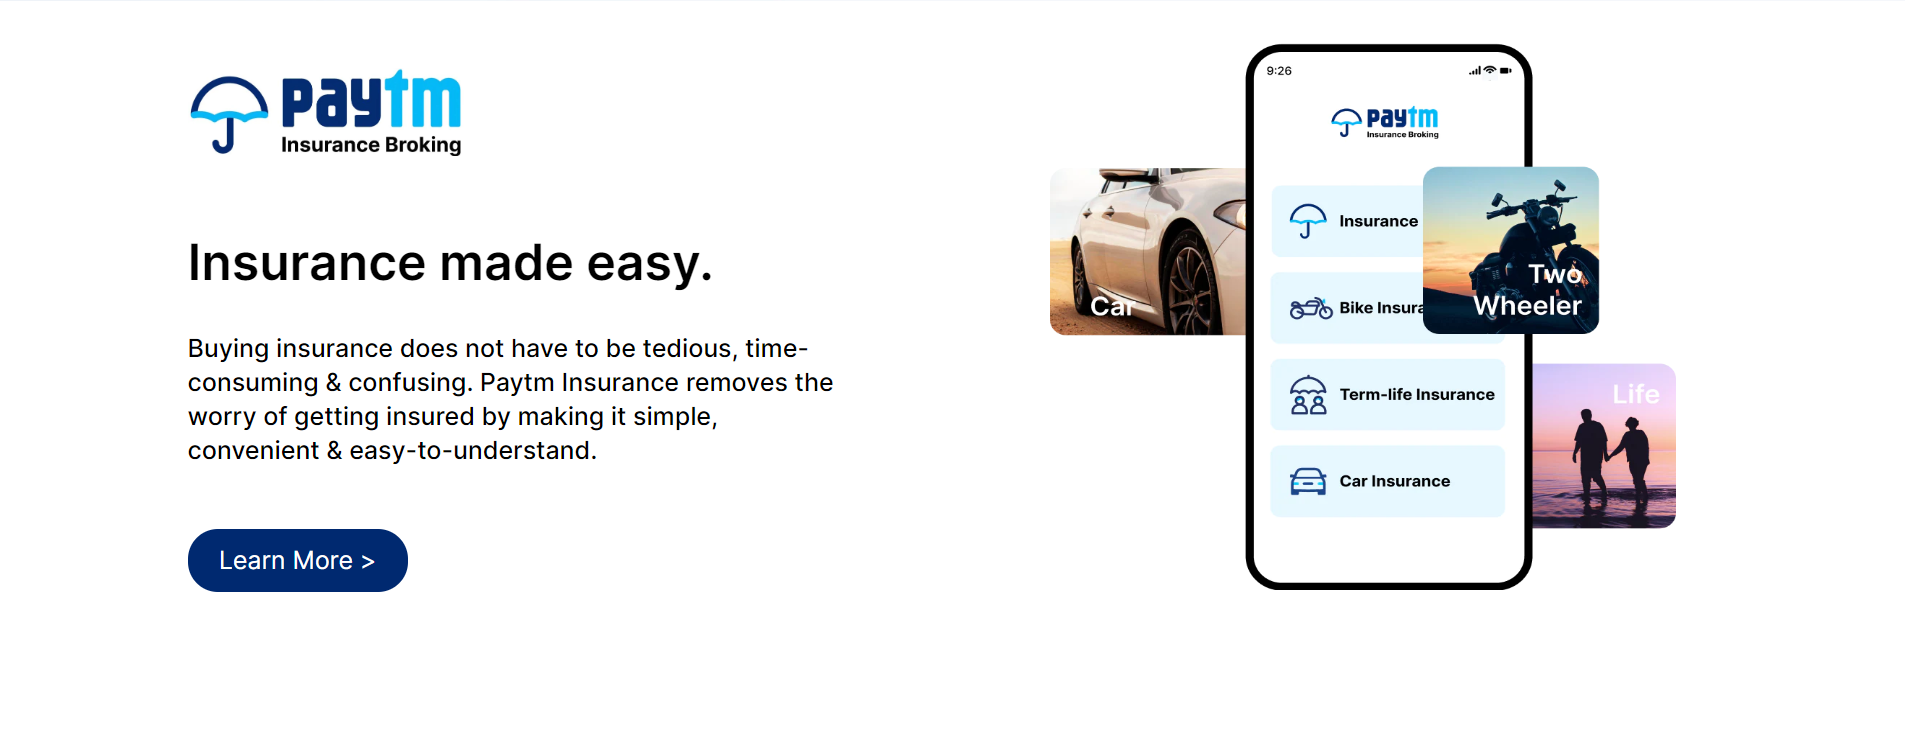 paytm
Insurance Broking
Insurance made easy.
Buying insurance does not have to be tedious, time-
consuming & confusing. Paytm Insurance removes the
worry of getting insured by making it simple,
convenient & easy-to-understand.
Learn More >
9:26
paytm
Insurance Broking
Insurance
Bike
Term-life Insurance
Car Insurance
Car
Two
Wheeler
Life